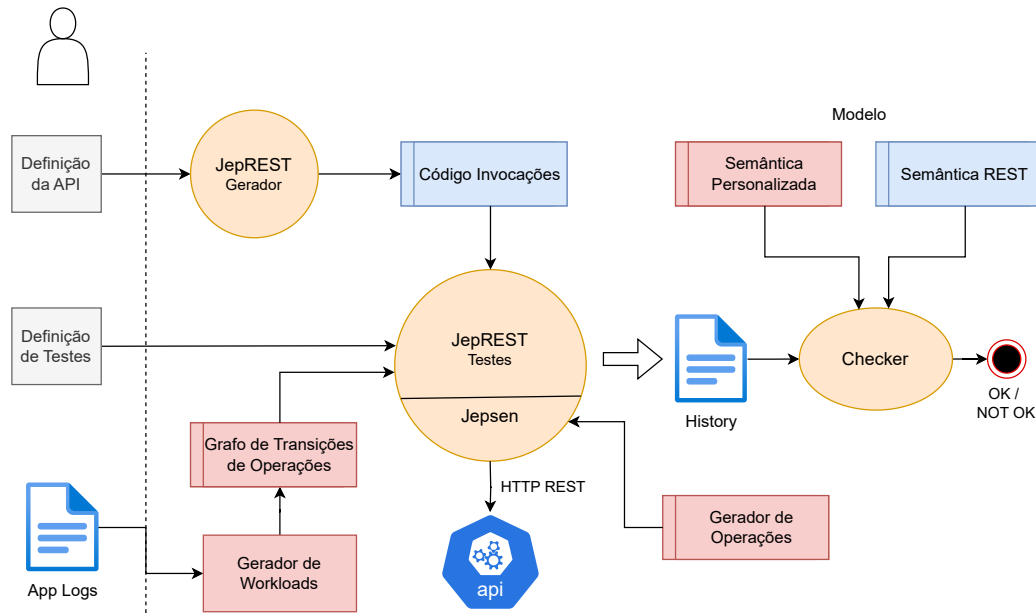 Modelo
Definição
da API
JepREST
Gerador
Código Invocações
Semântica
Personalizada
Semântica REST
Definição
de Testes
JepREST
Testes
Jepsen
History
Checker
OK /
NOT OK
Grafo de Transições
de Operações
HTTP REST
App Logs
Gerador de
Workloads
api
Gerador de
Operações